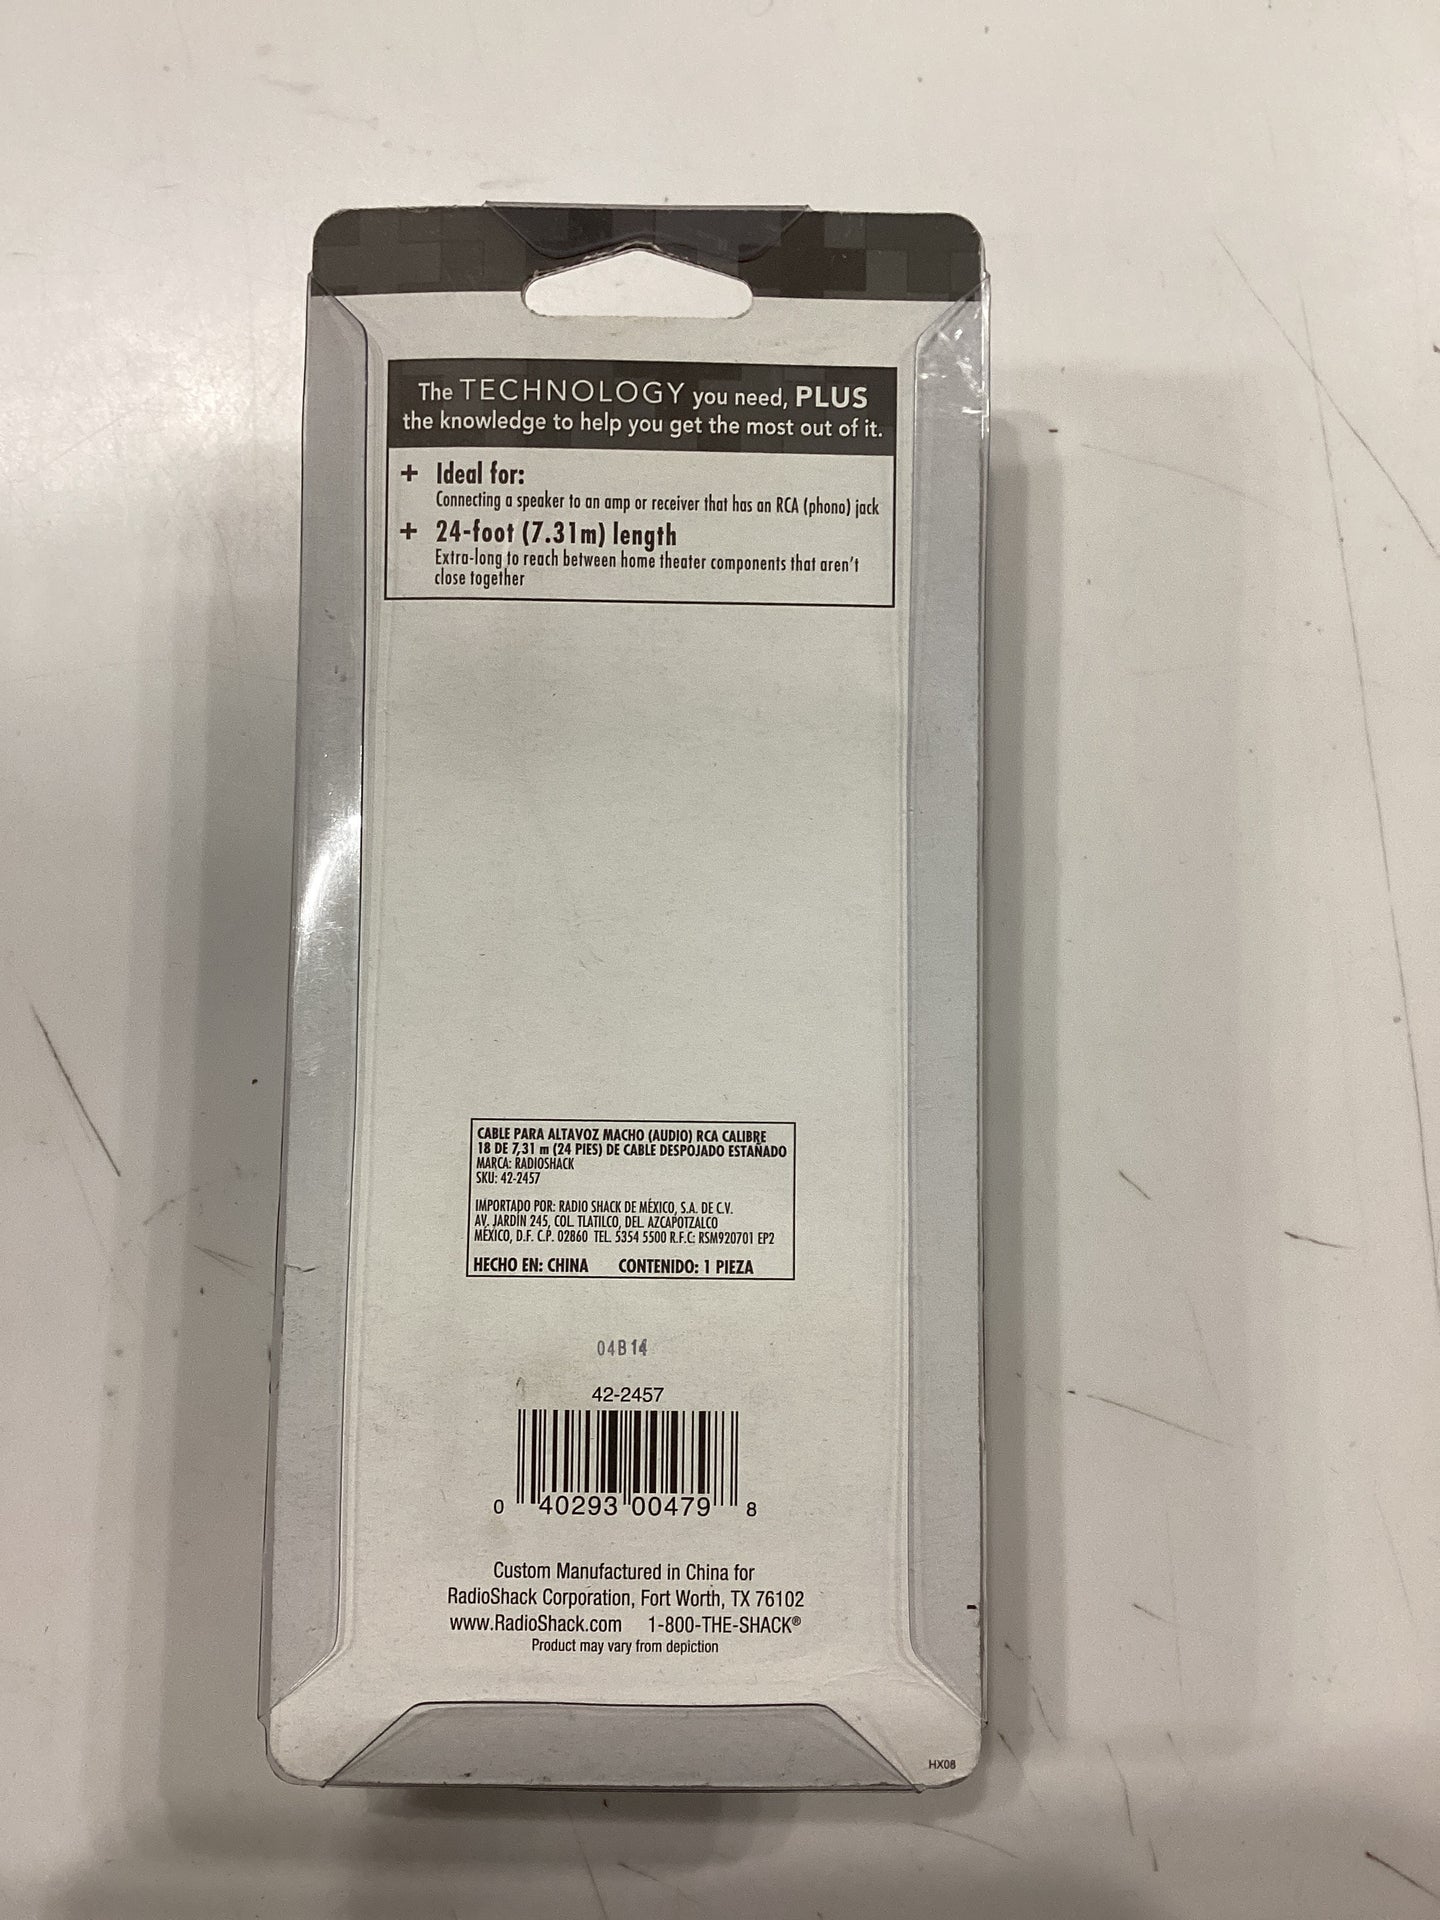 The TECHNOLOGY you need, PLUS
the knowledge to help you get the most out of it.
+ Ideal for:
Connecting a speaker to an amp or receiver that has an RCA (phono) jack
+ 24-foot (7.31m) length
Extra-long to reach between home theater components that aren't
close together
CABLE PARA ALTAVOZ MACHO (AUDIO) RCA CALIBRE
18 DE 7,31 m (24 PIES) DE CABLE DESPOJADO ESTAÑADO
MARCA: RADIOSHACK
SKU: 42-2457
IMPORTADO POR: RADIO SHACK DE MÉXICO, S.A. DE C.V.
AV. JARDÍN 245, COL. TLATILCO, DEL. AZCAPOTZALCO
MÉXICO, D.F. C.P. 02860 TEL. 5354 5500 R.F.C: RSM920701 EP2
HECHO EN: CHINA CONTENIDO: 1 PIEZA
04B14
42-2457
0 40293 00479 8
Custom Manufactured in China for
RadioShack Corporation, Fort Worth, TX 76102
www.RadioShack.com 1-800-THE-SHACK®
Product may vary from depiction
HX08